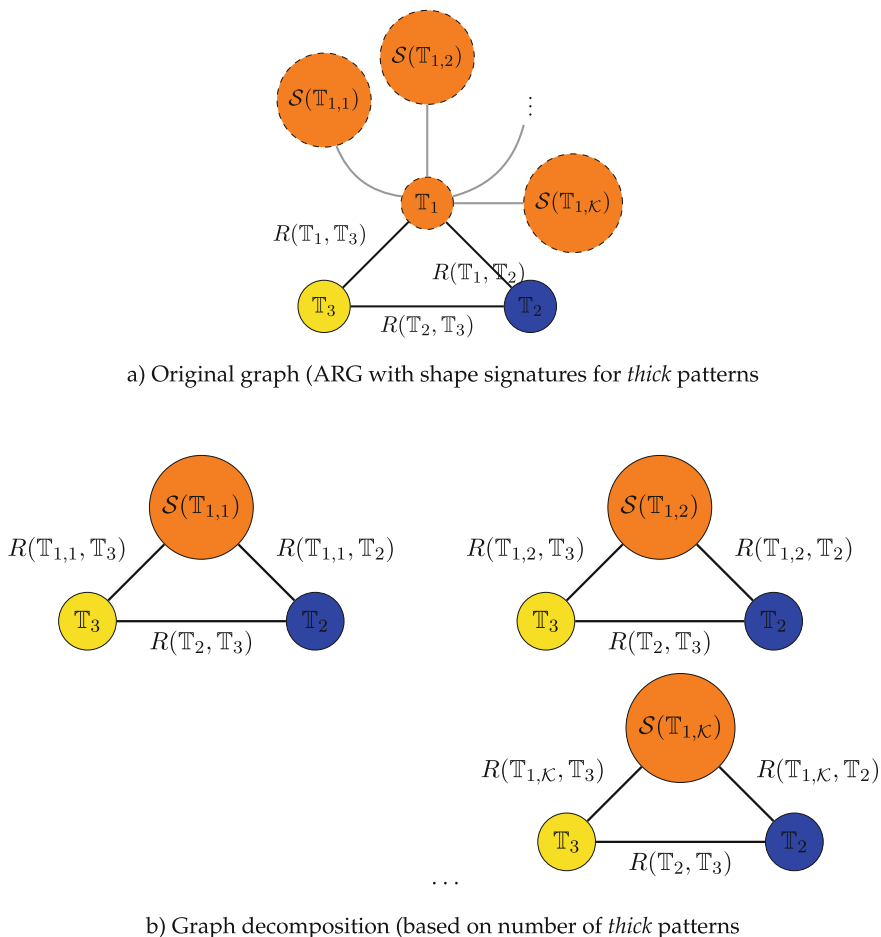 𝒮(𝕋₁,₂)
𝒮(𝕋₁,₁)
⋮
𝕋₁
𝒮(𝕋₁,𝒦)
R(𝕋₁, 𝕋₃)
R(𝕋₁, 𝕋₂)
𝕋₃
𝕋₂
R(𝕋₂, 𝕋₃)
a) Original graph (ARG with shape signatures for thick patterns
𝒮(𝕋₁,₁)
R(𝕋₁,₁, 𝕋₃)
R(𝕋₁,₁, 𝕋₂)
𝕋₃
𝕋₂
R(𝕋₂, 𝕋₃)
𝒮(𝕋₁,₂)
R(𝕋₁,₂, 𝕋₃)
R(𝕋₁,₂, 𝕋₂)
𝕋₃
𝕋₂
R(𝕋₂, 𝕋₃)
𝒮(𝕋₁,𝒦)
R(𝕋₁,𝒦, 𝕋₃)
R(𝕋₁,𝒦, 𝕋₂)
𝕋₃
𝕋₂
R(𝕋₂, 𝕋₃)
...
b) Graph decomposition (based on number of thick patterns